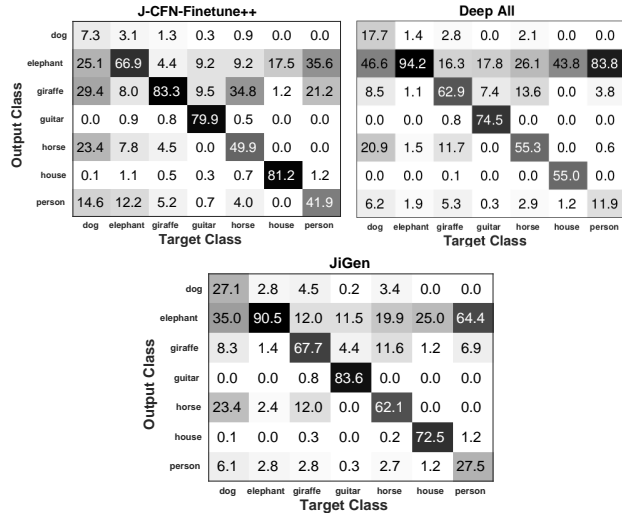 J-CFN-Finetune++
dog 7.3 3.1 1.3 0.3 0.9 0.0 0.0
elephant 25.1 66.9 4.4 9.2 9.2 17.5 35.6
giraffe 29.4 8.0 83.3 9.5 34.8 1.2 21.2
guitar 0.0 0.9 0.8 79.9 0.5 0.0 0.0
horse 23.4 7.8 4.5 0.0 49.9 0.0 0.0
house 0.1 1.1 0.5 0.3 0.7 81.2 1.2
person 14.6 12.2 5.2 0.7 4.0 0.0 41.9
dog elephant giraffe guitar horse house person
Target Class
Output Class
Deep All
17.7 1.4 2.8 0.0 2.1 0.0 0.0
46.6 94.2 16.3 17.8 26.1 43.8 83.8
8.5 1.1 62.9 7.4 13.6 0.0 3.8
0.0 0.0 0.8 74.5 0.0 0.0 0.0
20.9 1.5 11.7 0.0 55.3 0.0 0.6
0.0 0.0 0.1 0.0 0.0 55.0 0.0
6.2 1.9 5.3 0.3 2.9 1.2 11.9
dog elephant giraffe guitar horse house person
Target Class
JiGen
dog 27.1 2.8 4.5 0.2 3.4 0.0 0.0
elephant 35.0 90.5 12.0 11.5 19.9 25.0 64.4
giraffe 8.3 1.4 67.7 4.4 11.6 1.2 6.9
guitar 0.0 0.0 0.8 83.6 0.0 0.0 0.0
horse 23.4 2.4 12.0 0.0 62.1 0.0 0.0
house 0.1 0.0 0.3 0.0 0.2 72.5 1.2
person 6.1 2.8 2.8 0.3 2.7 1.2 27.5
dog elephant giraffe guitar horse house person
Target Class
Output Class